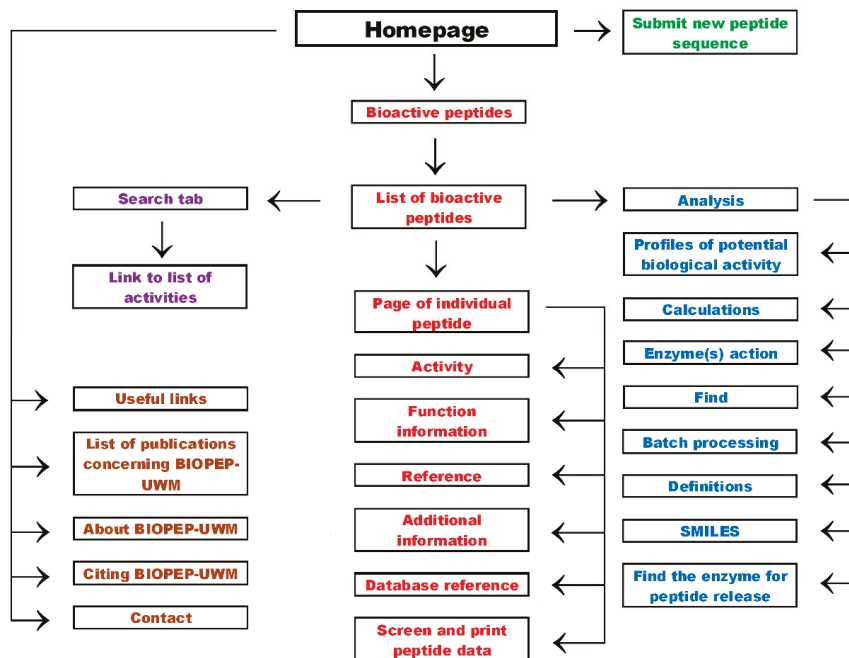 Homepage
Submit new peptide
sequence
Bioactive peptides
Search tab
List of bioactive
peptides
Analysis
Link to list of
activities
Profiles of potential
biological activity
Page of individual
peptide
Calculations
Activity
Enzyme(s) action
Useful links
Function
information
Find
List of publications
concerning BIOPEP-
UWM
Reference
Batch processing
Definitions
About BIOPEP-UWM
Additional
information
SMILES
Citing BIOPEP-UWM
Database reference
Find the enzyme for
peptide release
Contact
Screen and print
peptide data